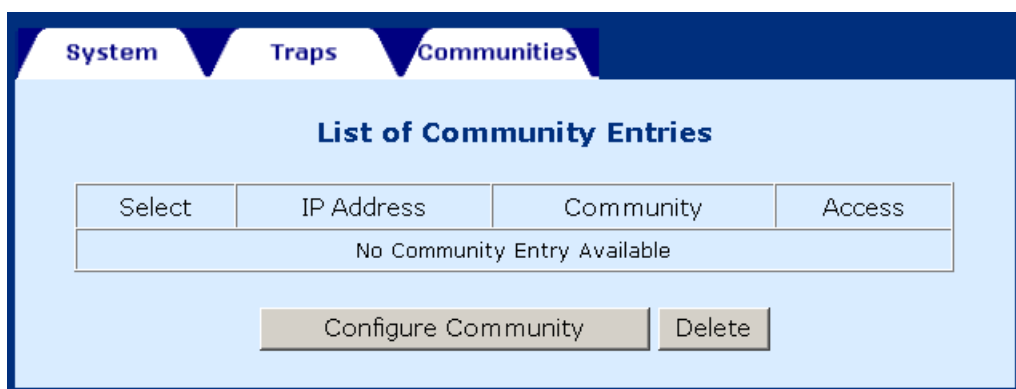 System Traps Communities
List of Community Entries
Select IP Address Community Access
No Community Entry Available
Configure Community Delete